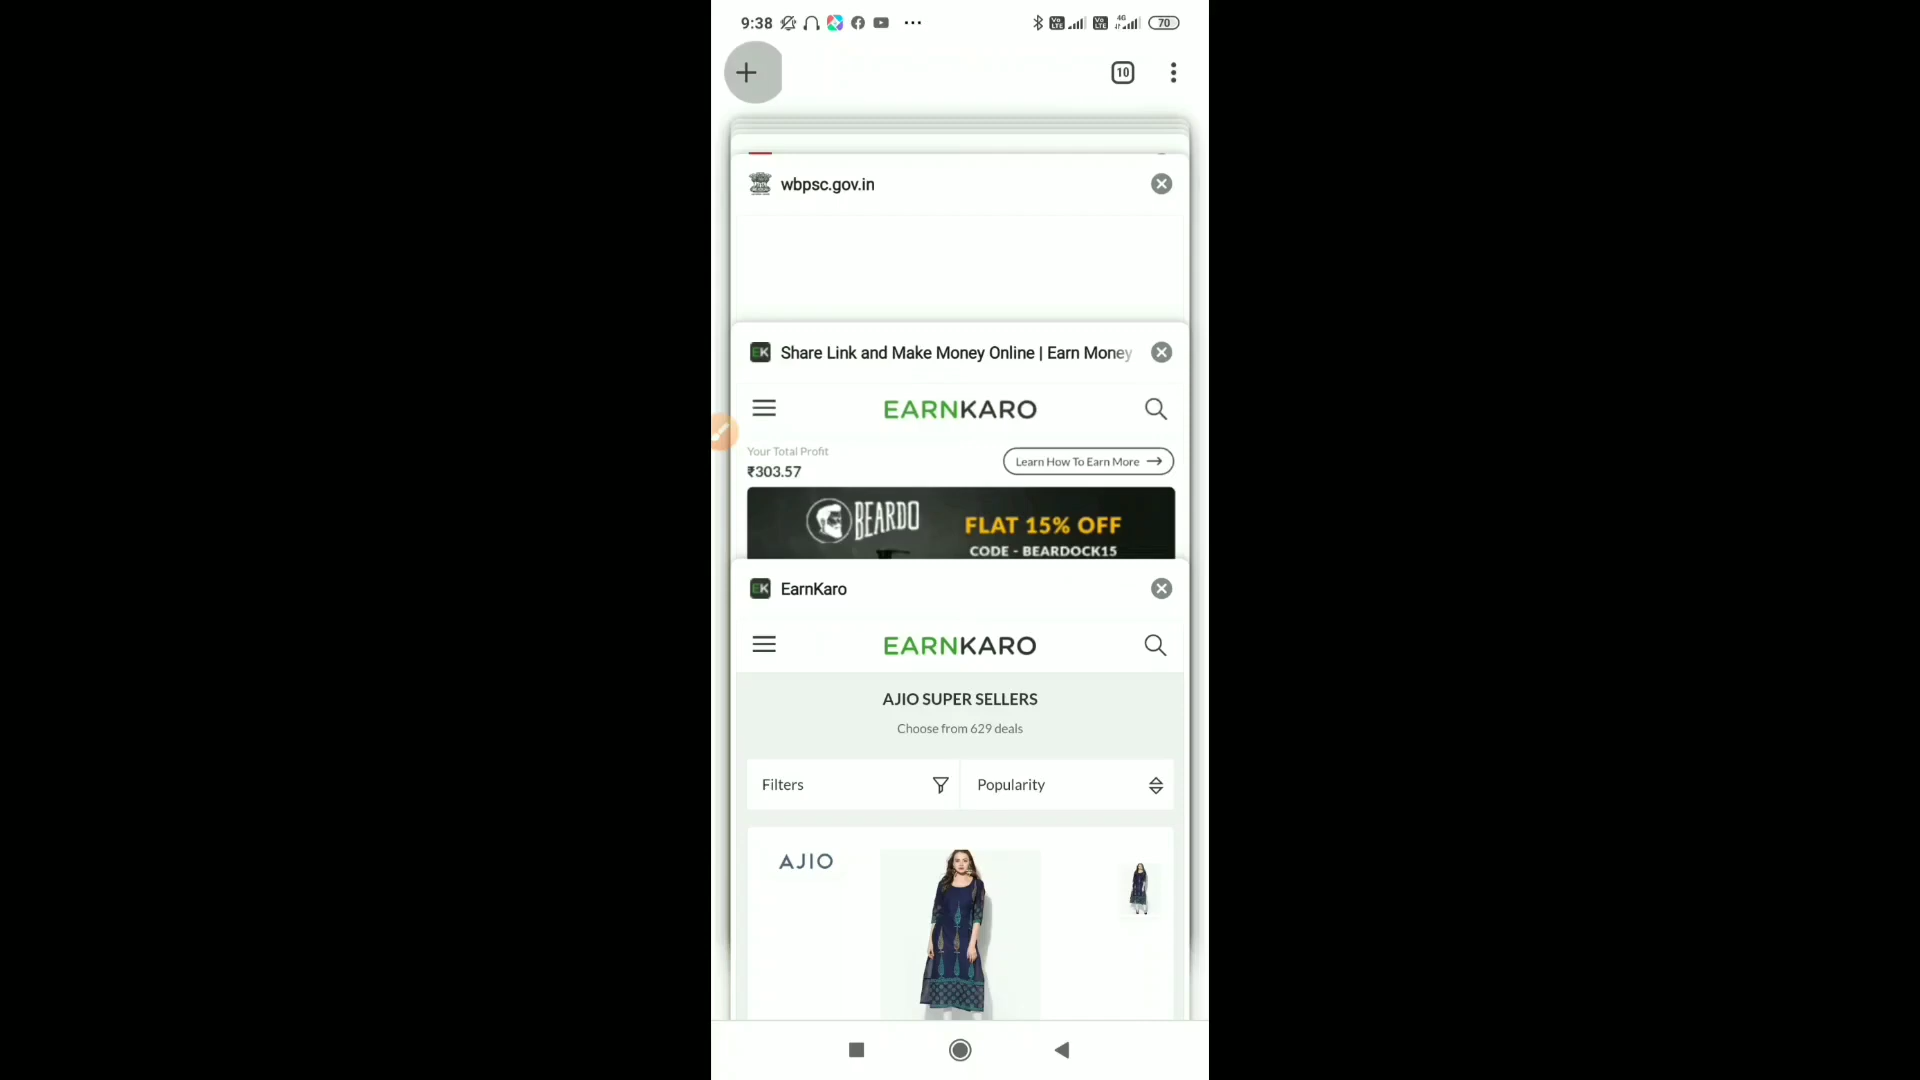 9:38
70
10
wbpsc.gov.in
Share Link and Make Money Online | Earn Money
EARNKARO
Your Total Profit
₹303.57
Learn How To Earn More
BEARDO
FLAT 15% OFF
CODE - BEARDOCK15
EK EarnKaro
EARNKARO
AJIO SUPER SELLERS
Choose from 629 deals
Filters
Popularity
AJIO